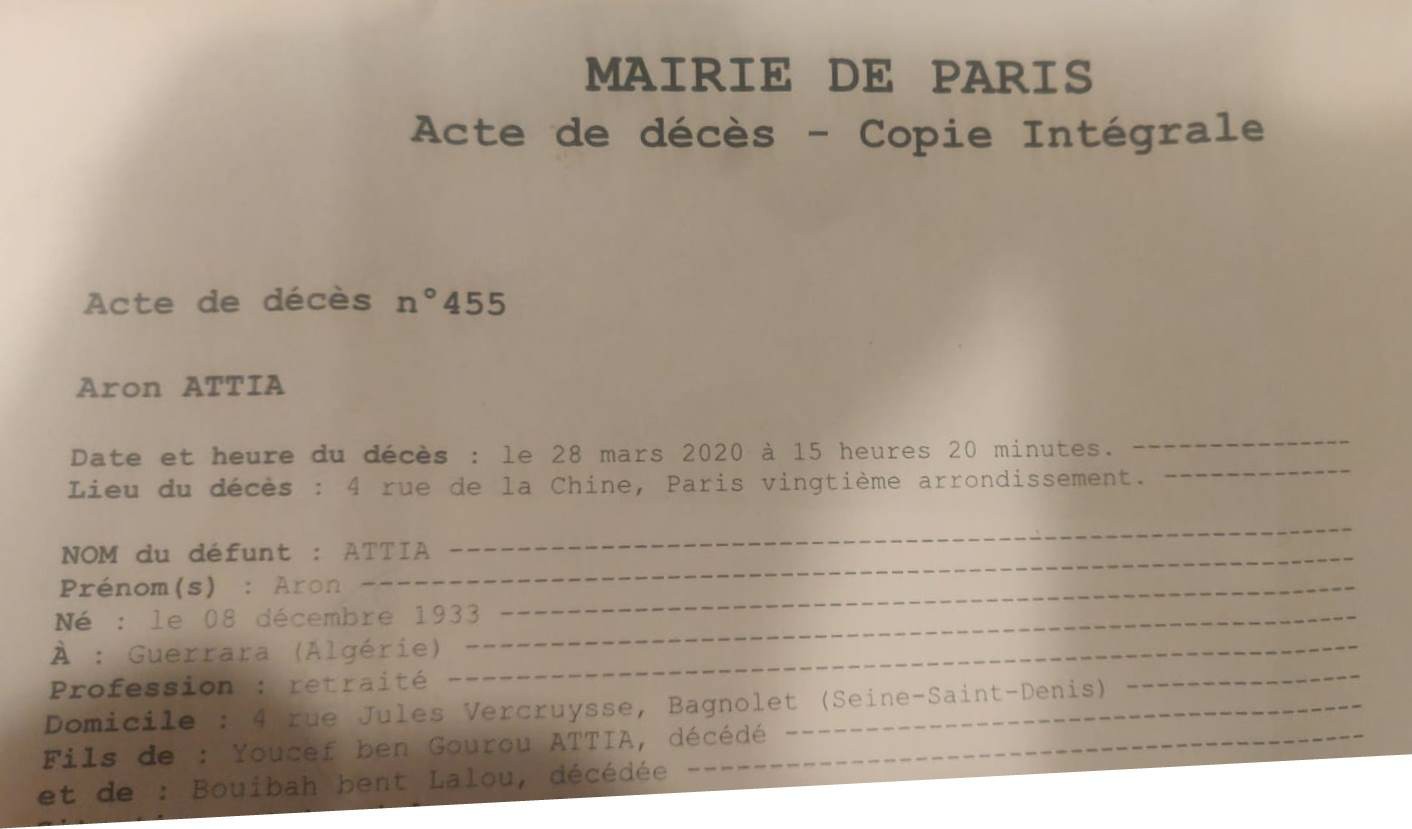 MAIRIE DE PARIS
Acte de décès - Copie Intégrale
Acte de décès n°455
Aron ATTIA
Date et heure du décès : le 28 mars 2020 à 15 heures 20 minutes. ---------------
Lieu du décès : 4 rue de la Chine, Paris vingtième arrondissement. ------------
NOM du défunt : ATTIA ---------------------------------------------------------
Prénom(s) : Aron --------------------------------------------------------------
Né : le 08 décembre 1933 ------------------------------------------------------
À : Guerrara (Algérie) --------------------------------------------------------
Profession : retraité ---------------------------------------------------------
Domicile : 4 rue Jules Vercruysse, Bagnolet (Seine-Saint-Denis) ---------------
Fils de : Youcef ben Gourou ATTIA, décédé -------------------------------------
et de : Bouibah bent Lalou, décédée -------------------------------------------